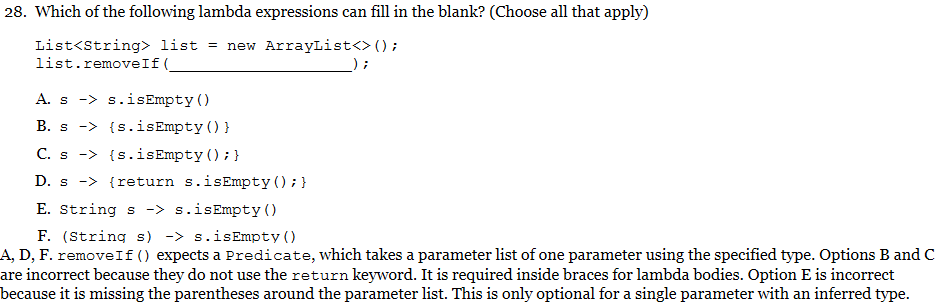 28. Which of the following lambda expressions can fill in the blank? (Choose all that apply)
List<String> list = new ArrayList<>();
list.removeIf(____________________);
A. s -> s.isEmpty()
B. s -> {s.isEmpty()}
C. s -> {s.isEmpty();}
D. s -> {return s.isEmpty();}
E. String s -> s.isEmpty()
F. (String s) -> s.isEmpty()
A, D, F. removeIf() expects a Predicate, which takes a parameter list of one parameter using the specified type. Options B and C
are incorrect because they do not use the return keyword. It is required inside braces for lambda bodies. Option E is incorrect
because it is missing the parentheses around the parameter list. This is only optional for a single parameter with an inferred type.